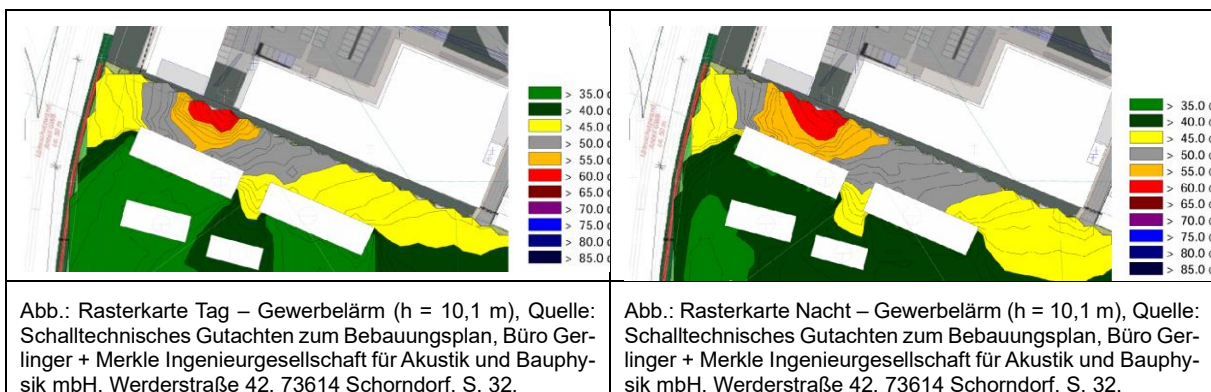 > 35.0 d
> 40.0 d
> 45.0 d
> 50.0 d
> 55.0 d
> 60.0 d
> 65.0 d
> 70.0 d
> 75.0 d
> 80.0 d
> 85.0 d
> 35.0 d
> 40.0 d
> 45.0 d
> 50.0 d
> 55.0 d
> 60.0 d
> 65.0 d
> 70.0 d
> 75.0 d
> 80.0 d
> 85.0 d
Abb.: Rasterkarte Tag – Gewerbelärm (h = 10,1 m), Quelle:
Schalltechnisches Gutachten zum Bebauungsplan, Büro Ger-
linger + Merkle Ingenieurgesellschaft für Akustik und Bauphy-
sik mbH, Werderstraße 42, 73614 Schorndorf, S. 32.
Abb.: Rasterkarte Nacht – Gewerbelärm (h = 10,1 m), Quelle:
Schalltechnisches Gutachten zum Bebauungsplan, Büro Ger-
linger + Merkle Ingenieurgesellschaft für Akustik und Bauphy-
sik mbH, Werderstraße 42, 73614 Schorndorf, S. 32.